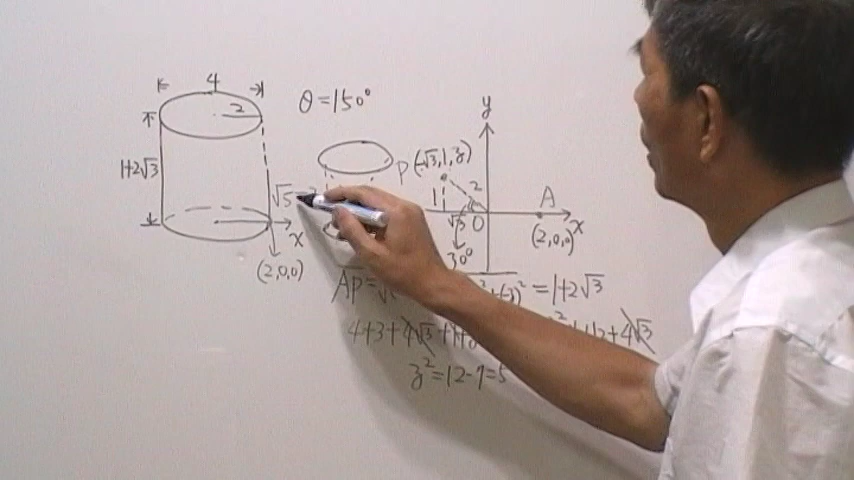 4
2
θ=150°
y
P(-√3,1,z)
1+2√3
√5
1
2
A
x
√3
O
x
(2,0,0)
(2,0,0)
30°
AP=√
=1+2√3
4+3+4√3+1+z
+12+4√3
z²=12-7=5